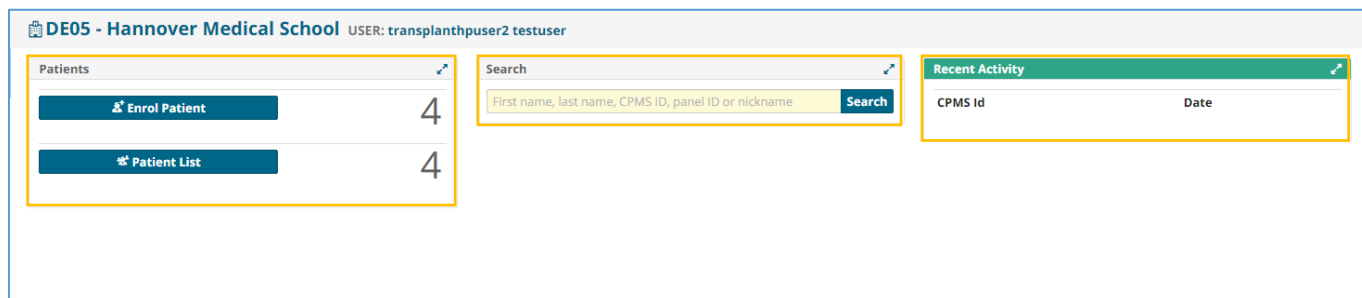 DE05 - Hannover Medical School USER: transplanthpuser2 testuser
Patients
Enrol Patient 4
Patient List 4
Search
First name, last name, CPMS ID, panel ID or nickname Search
Recent Activity
CPMS Id Date